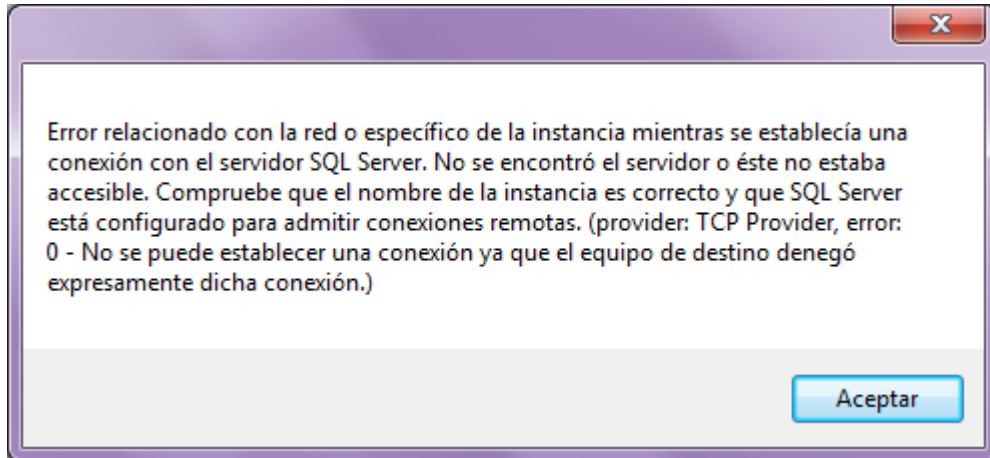 Error relacionado con la red o específico de la instancia mientras se establecía una
conexión con el servidor SQL Server. No se encontró el servidor o éste no estaba
accesible. Compruebe que el nombre de la instancia es correcto y que SQL Server
está configurado para admitir conexiones remotas. (provider: TCP Provider, error:
0 - No se puede establecer una conexión ya que el equipo de destino denegó
expresamente dicha conexión.)
Aceptar